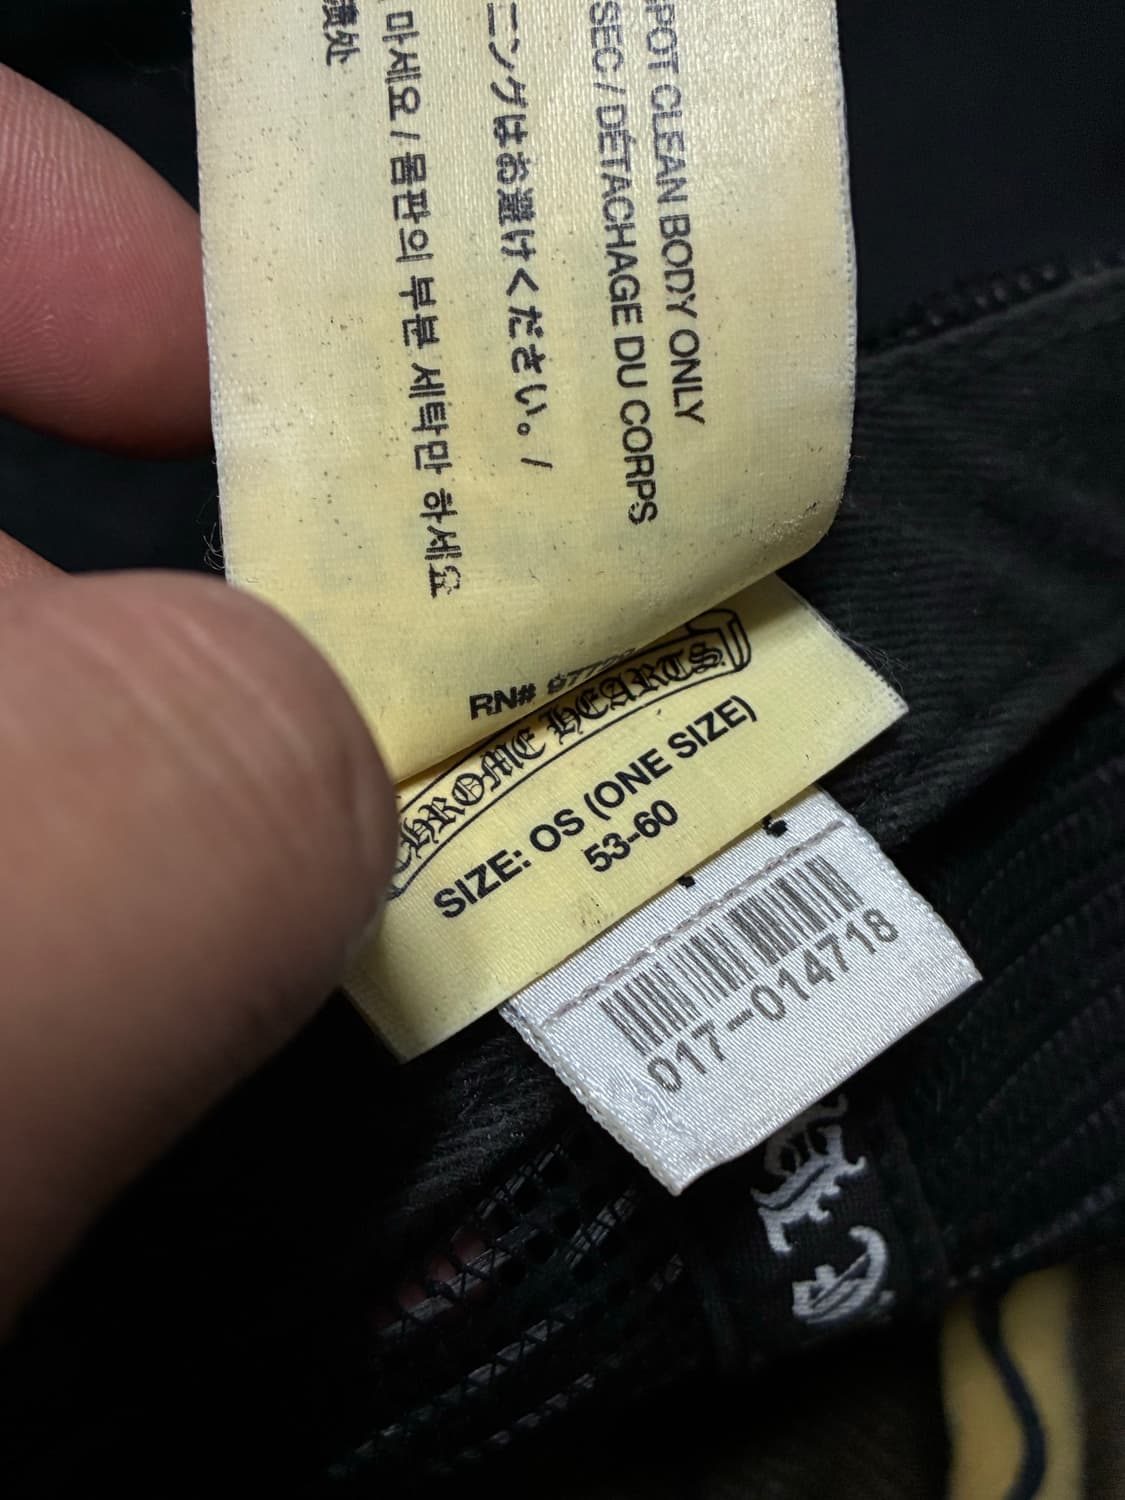 SPOT CLEAN BODY ONLY
SEC / DÉTACHAGE DU CORPS
ニングはお避けください。/
마세요 / 몸판의 부분 세탁만 하세요
渍处
RN#
CHROME HEARTS
SIZE: OS (ONE SIZE)
53-60
017-014718